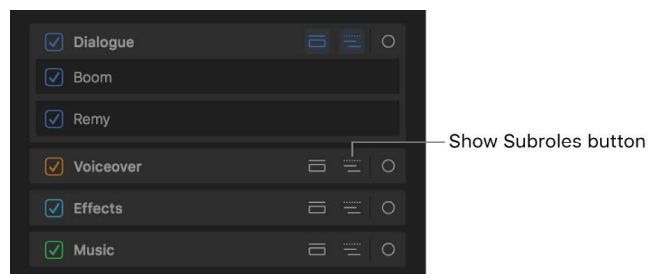 Dialogue
Boom
Remy
Show Subroles button
Voiceover
Effects
Music